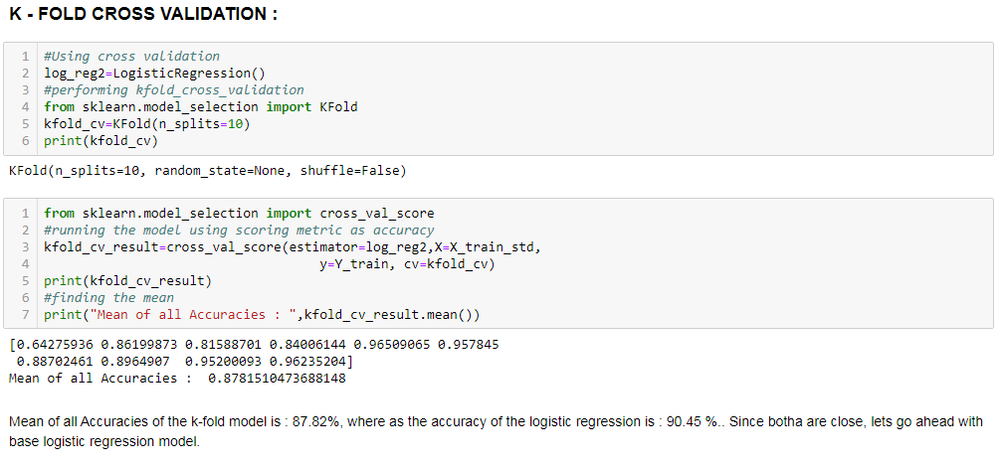 K - FOLD CROSS VALIDATION :
1 #Using cross validation
2 log_reg2=LogisticRegression()
3 #performing kfold_cross_validation
4 from sklearn.model_selection import KFold
5 kfold_cv=KFold(n_splits=10)
6 print(kfold_cv)
KFold(n_splits=10, random_state=None, shuffle=False)
1 from sklearn.model_selection import cross_val_score
2 #running the model using scoring metric as accuracy
3 kfold_cv_result=cross_val_score(estimator=log_reg2,X=X_train_std,
4 y=Y_train, cv=kfold_cv)
5 print(kfold_cv_result)
6 #finding the mean
7 print("Mean of all Accuracies : ",kfold_cv_result.mean())
[0.64275936 0.86199873 0.81588701 0.84006144 0.96509065 0.957845
0.88702461 0.8964907 0.95200093 0.96235204]
Mean of all Accuracies : 0.8781510473688148
Mean of all Accuracies of the k-fold model is : 87.82%, where as the accuracy of the logistic regression is : 90.45 %.. Since botha are close, lets go ahead with
base logistic regression model.